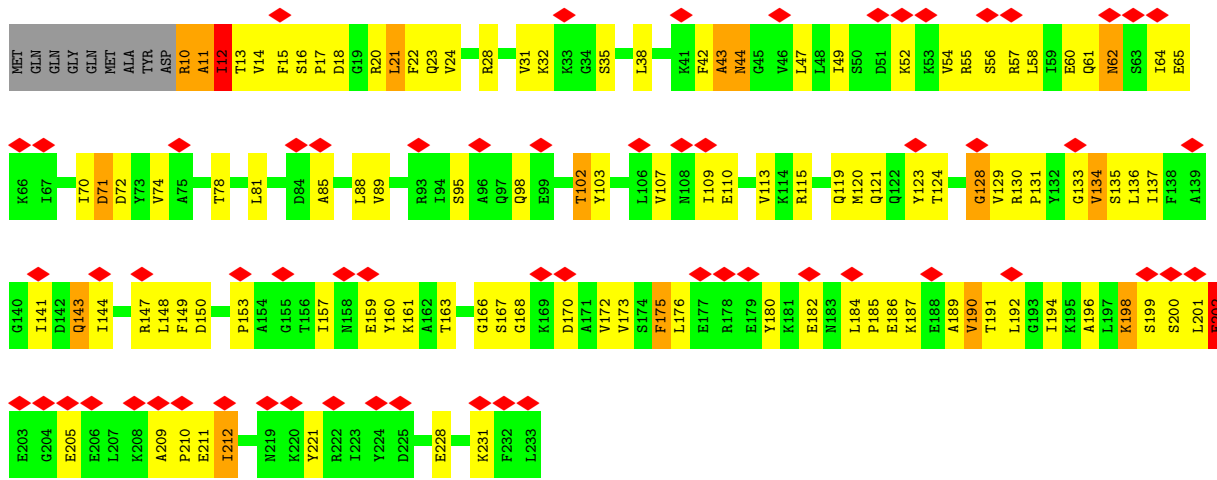 MET GLN GLN GLY GLN MET ALA TYR ASP R10 A11 I12 T13 V14 F15 S16 P17 D18 G19 R20 L21 F22 Q23 V24 R28 V31 K32 K33 G34 S35 L38 K41 F42 A43 N44 G45 V46 L47 L48 I49 S50 D51 K52 K53 V54 R55 S56 R57 L58 I59 E60 Q61 N62 S63 I64 E65
K66 I67 I70 D71 D72 Y73 V74 A75 T78 L81 D84 A85 L88 V89 R93 I94 S95 A96 Q97 Q98 E99 T102 Y103 L106 V107 N108 I109 E110 V113 K114 R115 Q119 M120 Q121 Q122 Y123 T124 G128 V129 R130 P131 Y132 G133 V134 S135 L136 I137 F138 A139
G140 I141 D142 Q143 I144 R147 L148 F149 D150 P153 A154 G155 T156 I157 N158 E159 Y160 K161 A162 T163 G166 S167 G168 K169 D170 A171 V172 V173 S174 F175 L176 E177 R178 E179 Y180 K181 E182 N183 L184 P185 E186 K187 E188 A189 V190 T191 L192 G193 I194 K195 A196 L197 K198 S199 S200 L201
E203 G204 E205 E206 L207 K208 A209 P210 E211 I212 N219 K220 Y221 R222 I223 Y224 D225 E228 K231 F232 L233